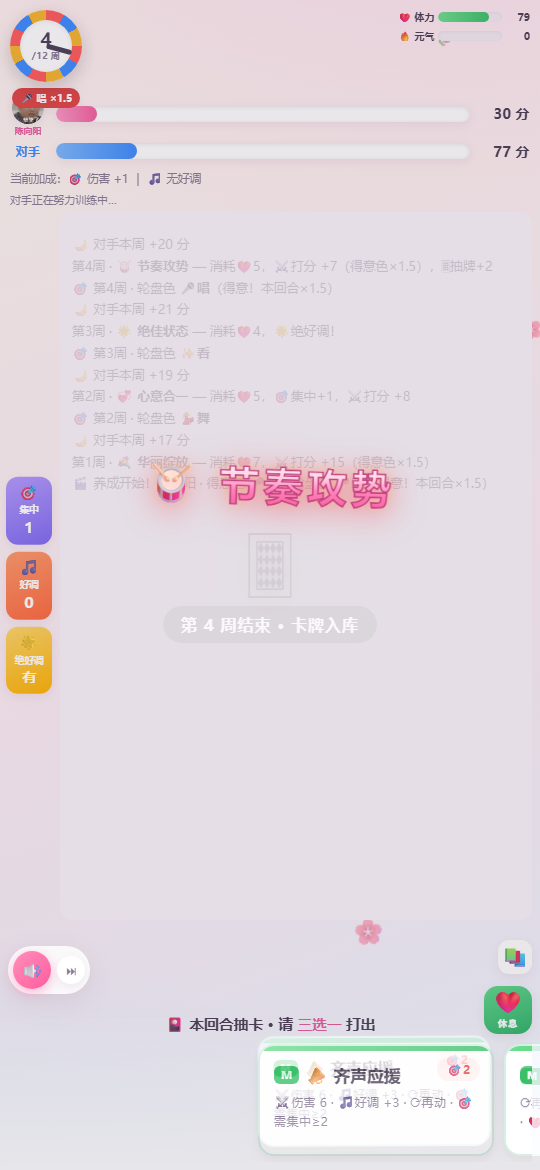 4
/12 周
体力 79
元气 0
唱 ×1.5
陈向阳
30 分
对手
77 分
当前加成: 伤害 +1 | 无好调
对手正在努力训练中...
对手本周 +20 分
第4周 · 节奏攻势 — 消耗5, 打分 +7（得意色×1.5）, 抽牌+2
第4周 · 轮盘色 唱（得意！本回合×1.5）
对手本周 +21 分
第3周 · 绝佳状态 — 消耗4, 绝好调！
第3周 · 轮盘色 看
对手本周 +19 分
第2周 · 心意合一 — 消耗5, 集中+1, 打分 +8
第2周 · 轮盘色 舞
对手本周 +17 分
第1周 · 华丽绽放 — 消耗7, 打分 +15（得意色×1.5）
养成开始！
本回合×1.5）
节奏攻势
集中
1
好调
0
绝好调
有
第 4 周结束 • 卡牌入库
休息
本回合抽卡 • 请 三选一 打出
M 齐声应援 2
伤害 6 · 好调 +3 · 再动 ·
需集中≥2
M